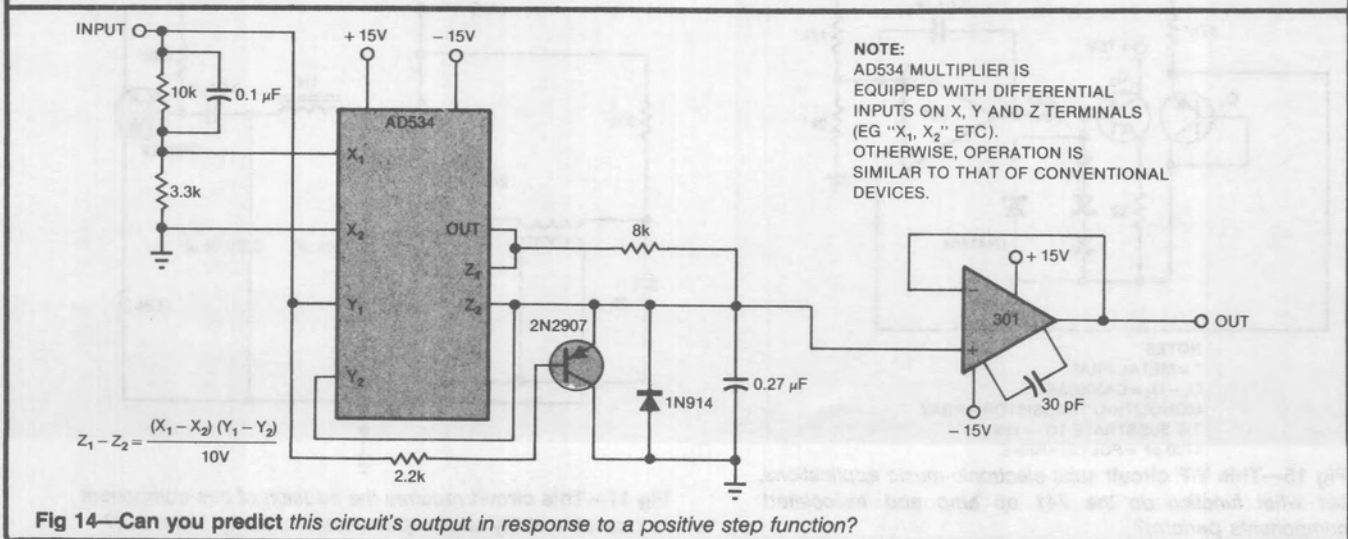 INPUT
+ 15V
– 15V
10k
0.1 µF
3.3k
AD534
X₁
X₂
Y₁
Y₂
OUT
Z₁
Z₂
8k
2N2907
1N914
0.27 µF
2.2k
NOTE:
AD534 MULTIPLIER IS
EQUIPPED WITH DIFFERENTIAL
INPUTS ON X, Y AND Z TERMINALS
(EG "X₁, X₂" ETC).
OTHERWISE, OPERATION IS
SIMILAR TO THAT OF CONVENTIONAL
DEVICES.
+ 15V
–
301
+
OUT
30 pF
– 15V
Z₁ – Z₂ = (X₁ – X₂) (Y₁ – Y₂)
10V
Fig 14—Can you predict this circuit's output in response to a positive step function?